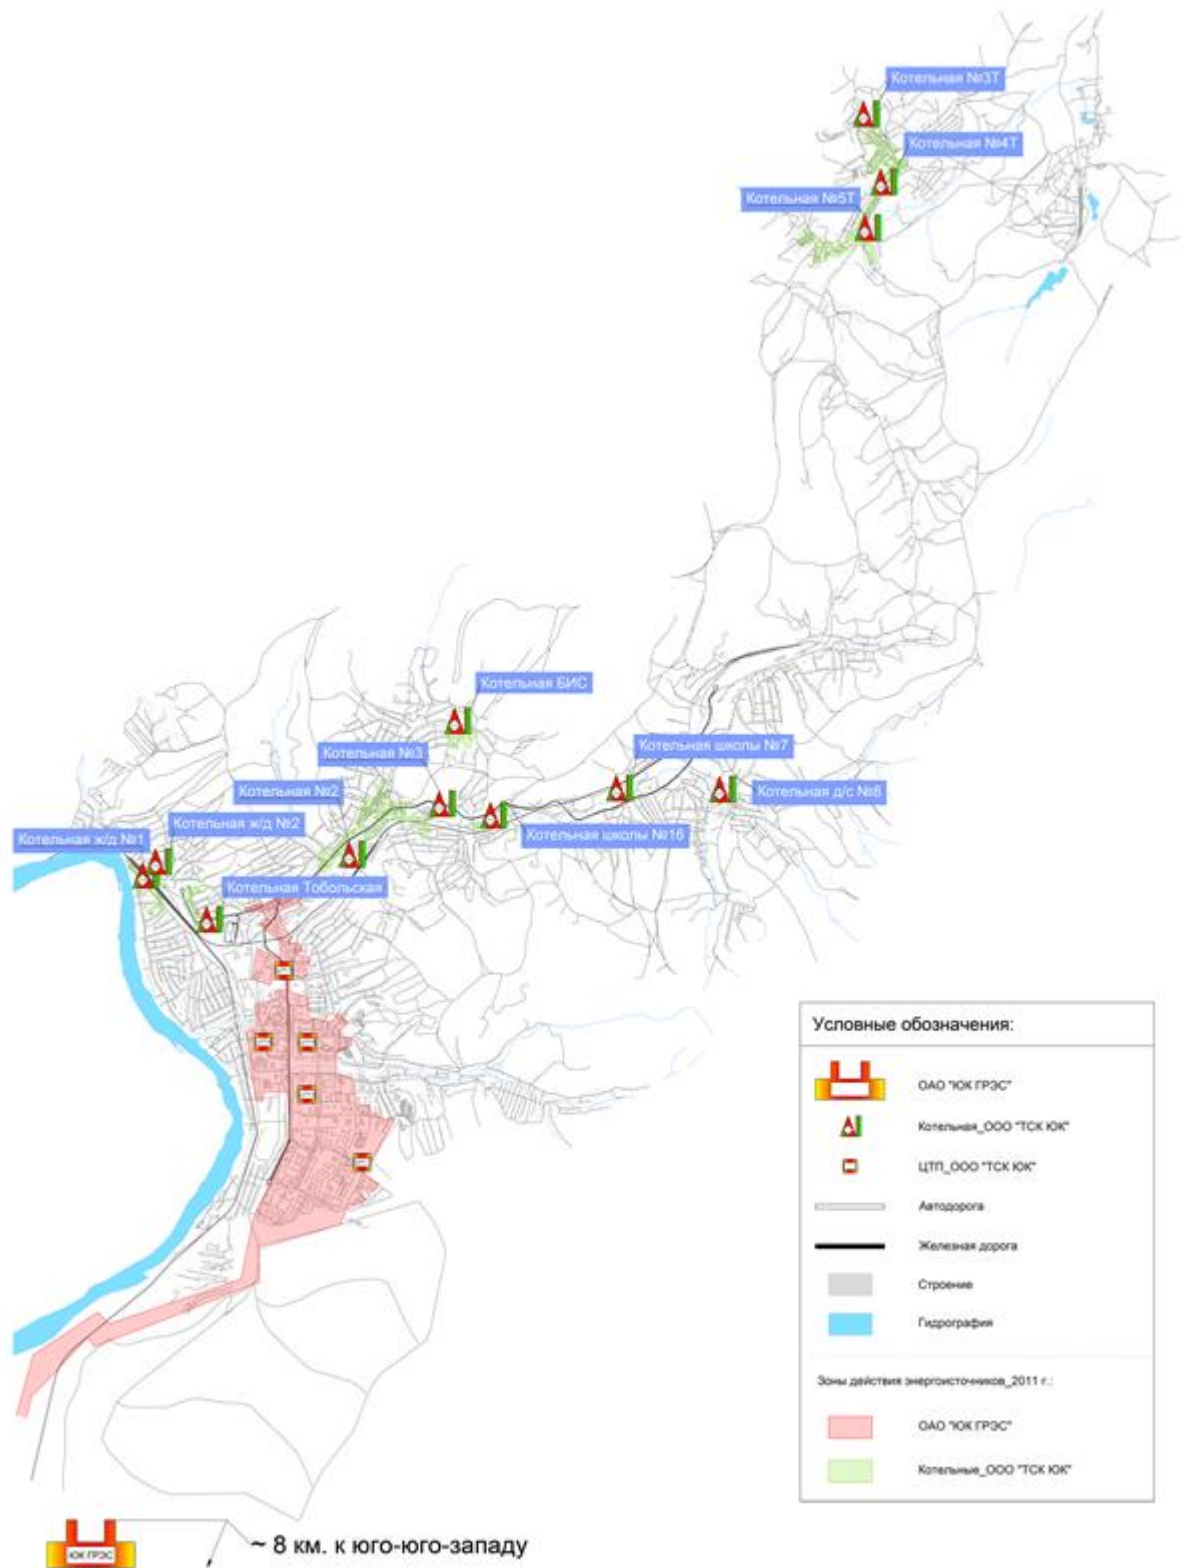 Котельная №3Т
Котельная №4Т
Котельная №5Т
Котельная БИС
Котельная №3
Котельная школы №7
Котельная №2
Котельная д/с №8
Котельная ж/д №2
Котельная ж/д №1
Котельная школы №16
Котельная Тобольская
Условные обозначения:
ОАО "ЮК ГРЭС"
Котельная_ООО "ТСК ЮК"
ЦТП_ООО "ТСК ЮК"
Автодорога
Железная дорога
Строение
Гидрография
Зоны действия энергоисточников_2011 г.:
ОАО "ЮК ГРЭС"
Котельные_ООО "ТСК ЮК"
~ 8 км. к юго-юго-западу
ЮК ГРЭС